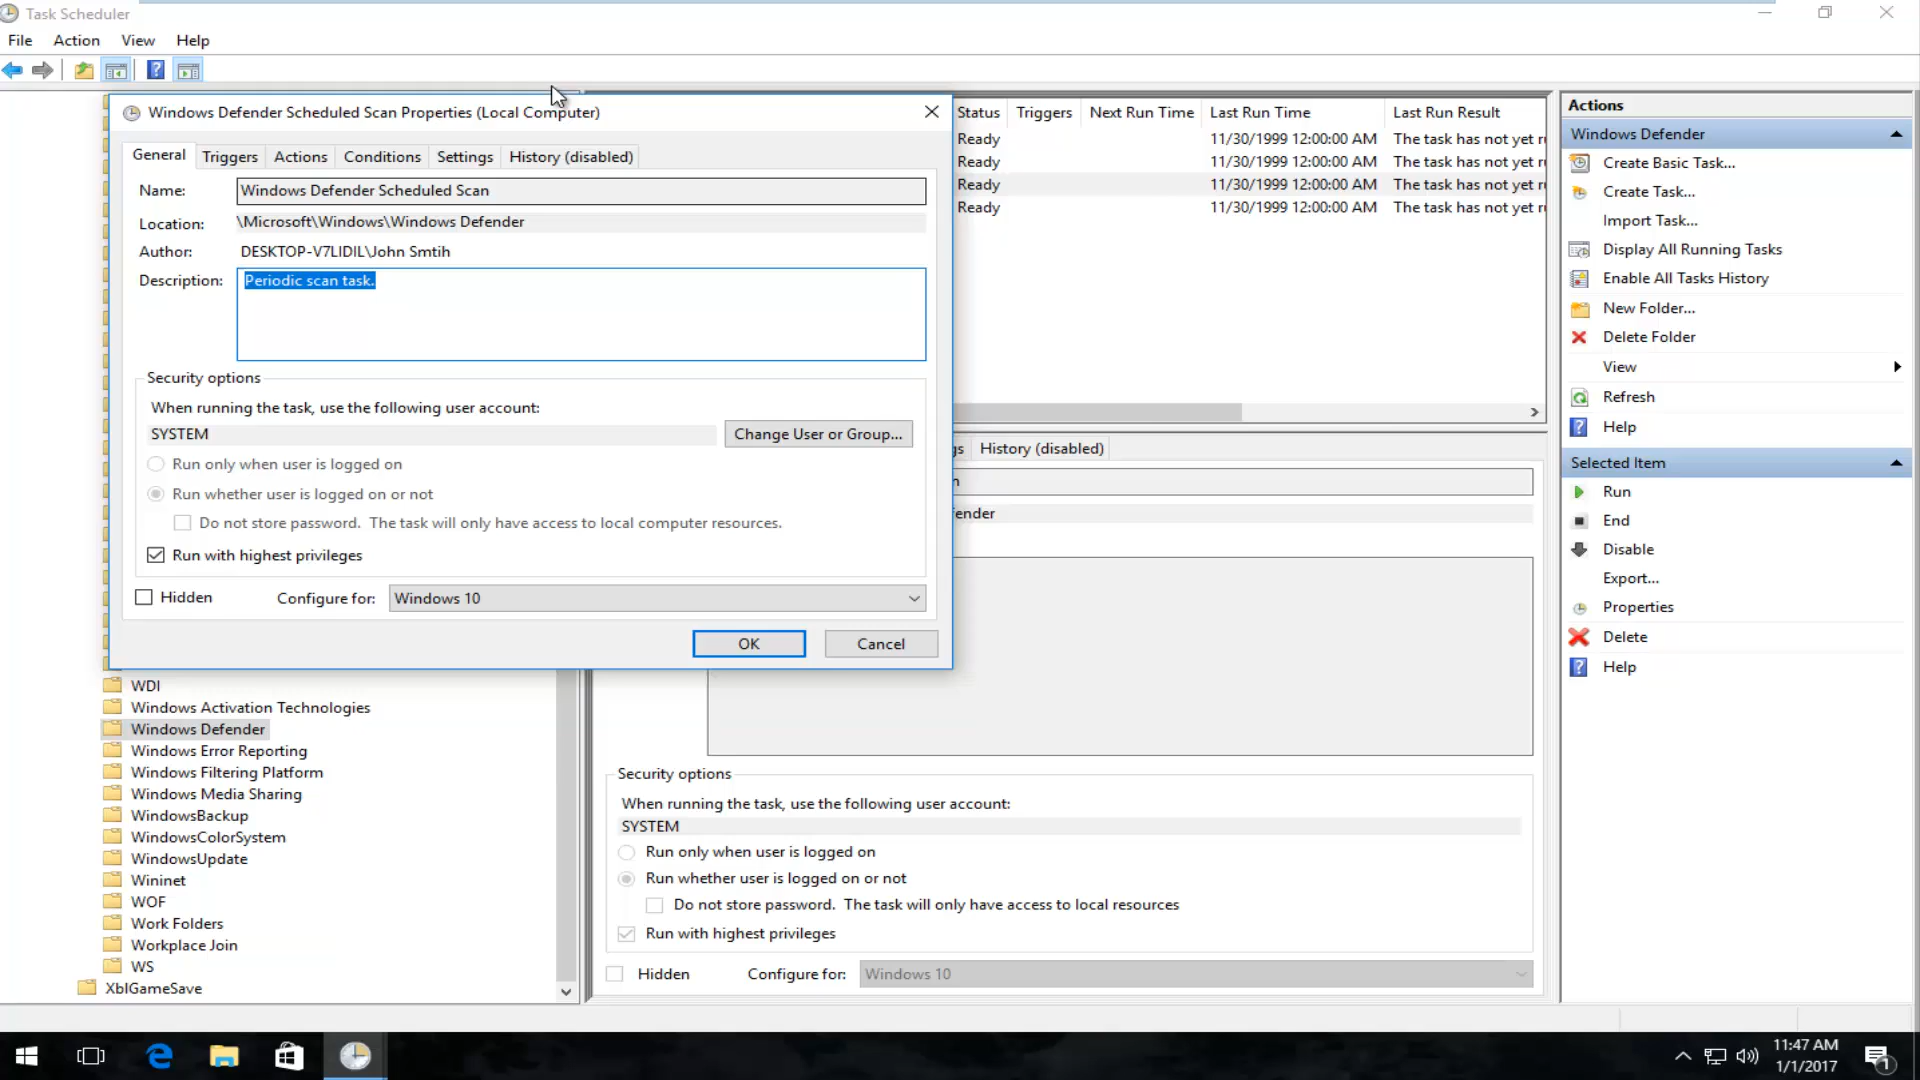 Task Scheduler
File Action View Help
Windows Defender Scheduled Scan Properties (Local Computer)
General Triggers Actions Conditions Settings History (disabled)
Name: Windows Defender Scheduled Scan
Location: \Microsoft\Windows\Windows Defender
Author: DESKTOP-V7LIDIL\John Smtih
Description: Periodic scan task.
Security options
When running the task, use the following user account:
SYSTEM Change User or Group...
Run only when user is logged on
Run whether user is logged on or not
Do not store password. The task will only have access to local computer resources.
Run with highest privileges
Hidden Configure for: Windows 10
OK Cancel
WDI
Windows Activation Technologies
Windows Defender
Windows Error Reporting
Windows Filtering Platform
Windows Media Sharing
WindowsBackup
WindowsColorSystem
WindowsUpdate
Wininet
WOF
Work Folders
Workplace Join
WS
XblGameSave
Status Triggers Next Run Time Last Run Time Last Run Result
Ready 11/30/1999 12:00:00 AM The task has not yet r
Ready 11/30/1999 12:00:00 AM The task has not yet r
Ready 11/30/1999 12:00:00 AM The task has not yet r
Ready 11/30/1999 12:00:00 AM The task has not yet r
gs History (disabled)
n
fender
Security options
When running the task, use the following user account:
SYSTEM
Run only when user is logged on
Run whether user is logged on or not
Do not store password. The task will only have access to local resources
Run with highest privileges
Hidden Configure for: Windows 10
Actions
Windows Defender
Create Basic Task...
Create Task...
Import Task...
Display All Running Tasks
Enable All Tasks History
New Folder...
Delete Folder
View
Refresh
Help
Selected Item
Run
End
Disable
Export...
Properties
Delete
Help
11:47 AM
1/1/2017
1